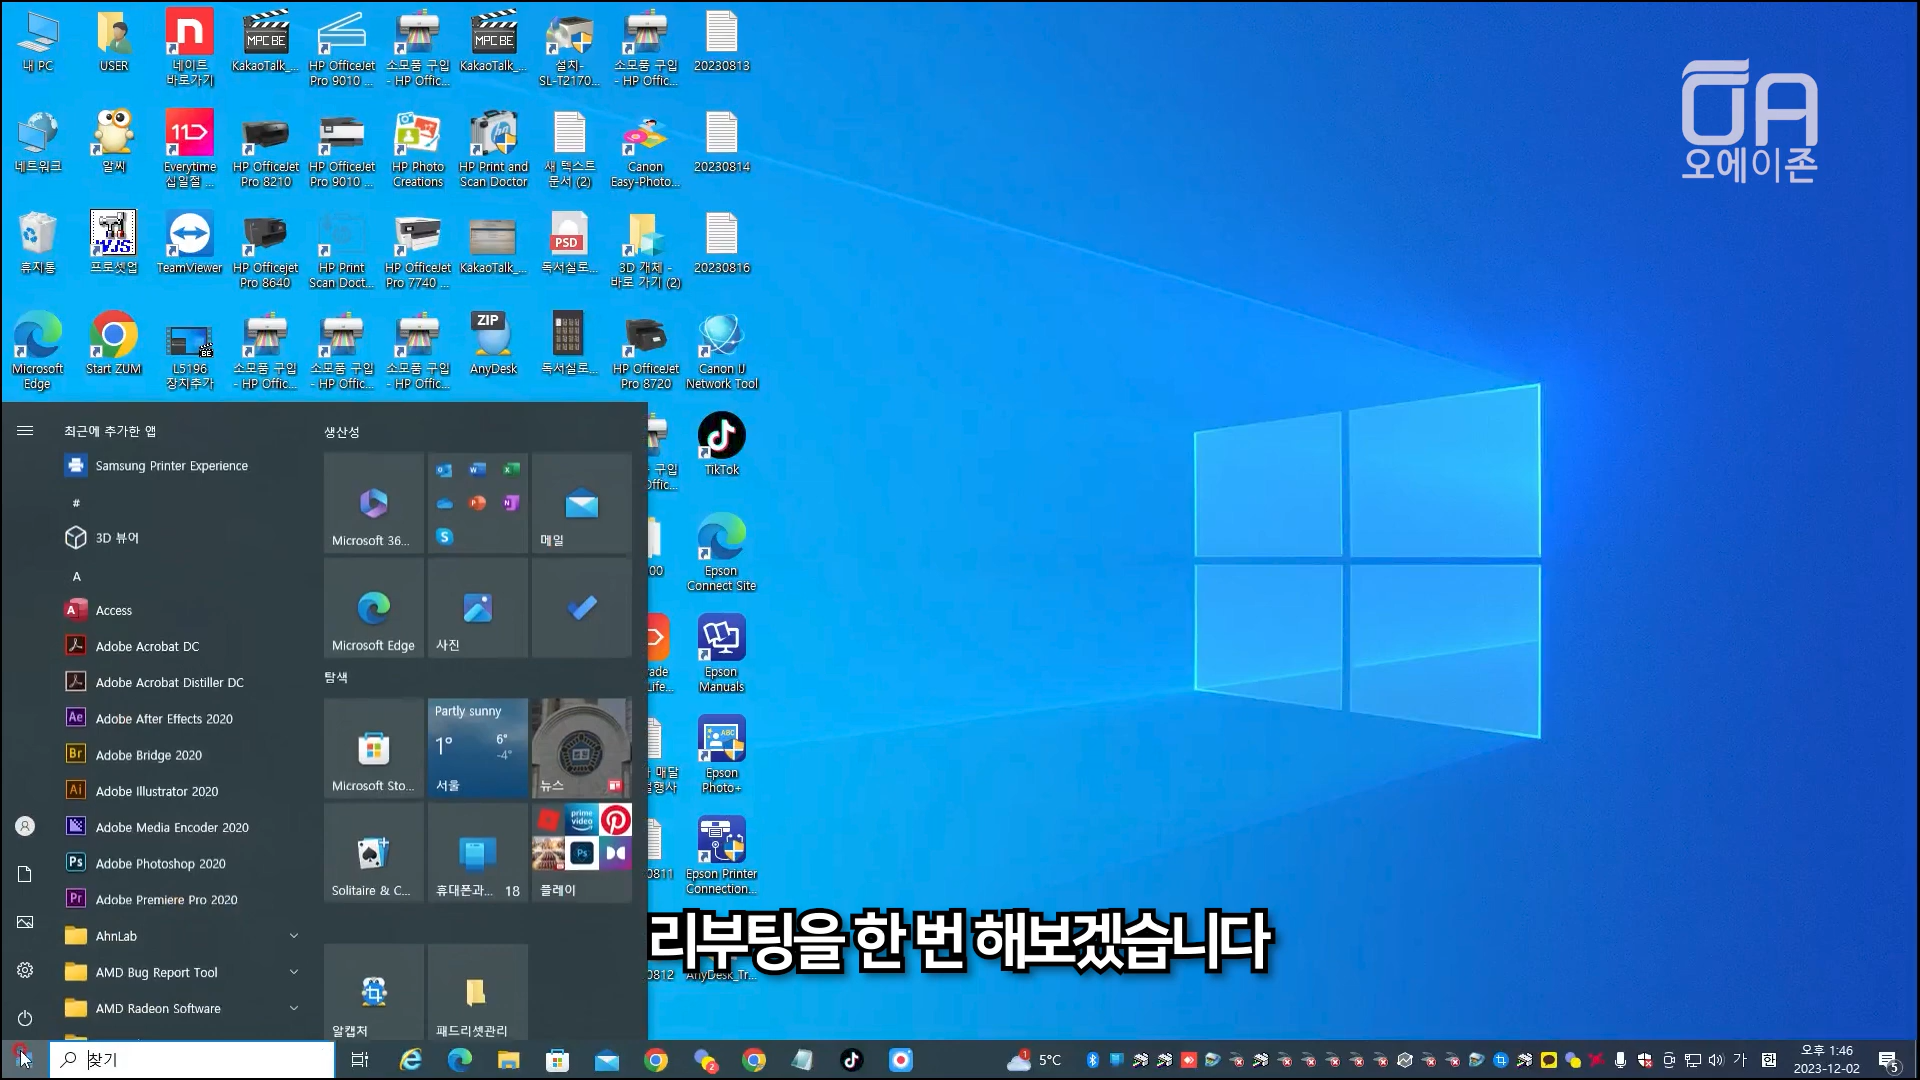 내 PC
USER
네이트
바로가기
KakaoTalk_...
HP OfficeJet
Pro 9010 ...
소모품 구입
- HP Offic...
KakaoTalk_...
설치-
SL-T2170...
소모품 구입
- HP Offic...
20230813
네트워크
알씨
Everytime
십일절 ...
HP OfficeJet
Pro 8210
HP OfficeJet
Pro 9010 ...
HP Photo
Creations
HP Print and
Scan Doctor
새 텍스트
문서 (2)
Canon
Easy-Photo...
20230814
휴지통
프로셋업
TeamViewer
HP Officejet
Pro 8640
HP Print
Scan Doct...
HP OfficeJet
Pro 7740 ...
KakaoTalk_...
PSD
독서실로...
3D 개체 -
바로 가기 (2)
20230816
Microsoft
Edge
Start ZUM
L5196
장치추가
소모품 구입
- HP Offic...
소모품 구입
- HP Offic...
소모품 구입
- HP Offic...
ZIP
AnyDesk
독서실로...
HP OfficeJet
Pro 8720
Canon IJ
Network Tool
TikTok
Epson
Connect Site
Epson
Manuals
Epson
Photo+
Epson Printer
Connection...
오에이존
최근에 추가한 앱
Samsung Printer Experience
#
3D 뷰어
A
Access
Adobe Acrobat DC
Adobe Acrobat Distiller DC
Adobe After Effects 2020
Adobe Bridge 2020
Adobe Illustrator 2020
Adobe Media Encoder 2020
Adobe Photoshop 2020
Adobe Premiere Pro 2020
AhnLab
AMD Bug Report Tool
AMD Radeon Software
생산성
Microsoft 36...
메일
Microsoft Edge
사진
탐색
Microsoft Sto...
Partly sunny
1°
6°
-4°
서울
뉴스
Solitaire & C...
휴대폰과... 18
prime video
플레이
알캡처
패드리셋관리
리부팅을 한 번 해보겠습니다
AnyDesk_Tr...
찾기
5°C
가
오후 1:46
2023-12-02
5